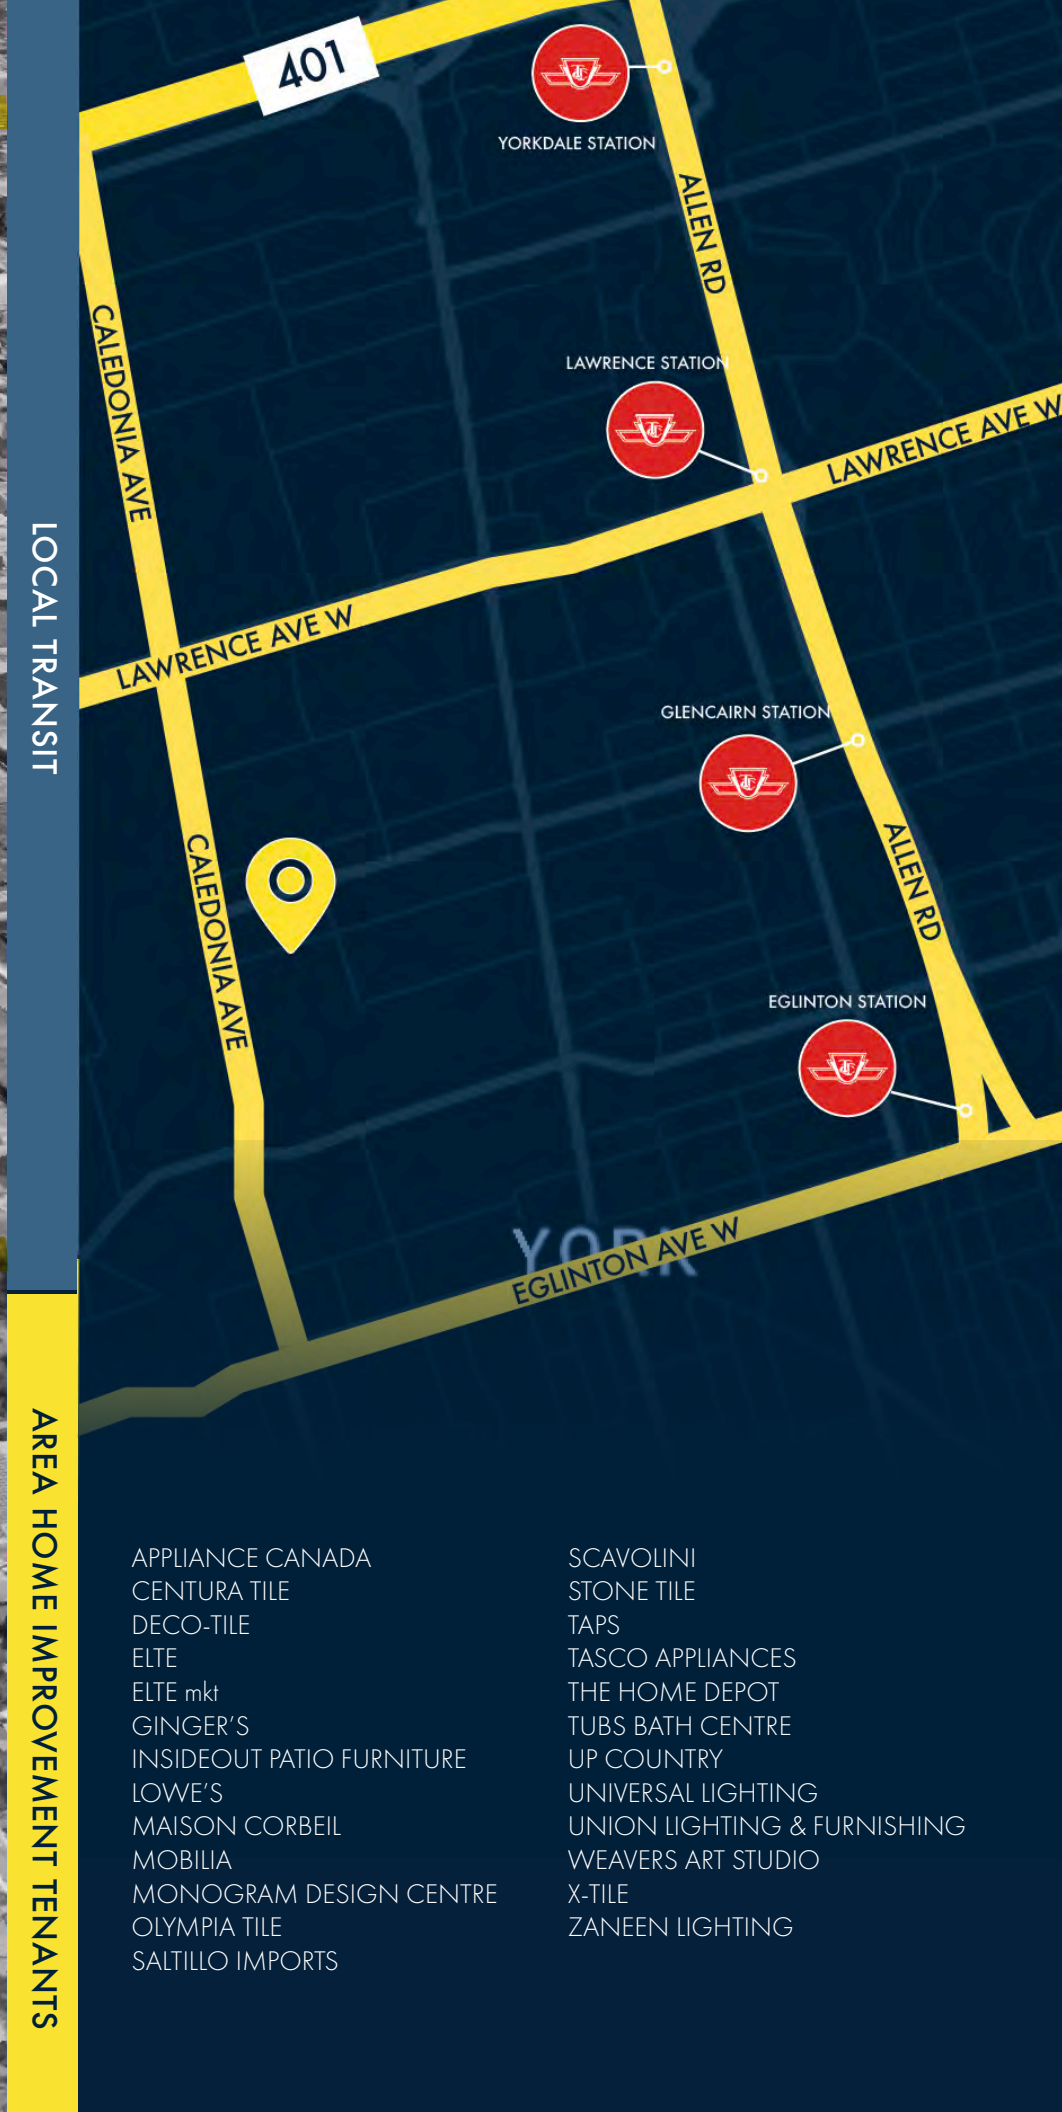 401
YORKDALE STATION
ALLEN RD
CALEDONIA AVE
LAWRENCE STATION
LAWRENCE AVE W
LAWRENCE AVE W
LOCAL TRANSIT
GLENCAIRN STATION
CALEDONIA AVE
ALLEN RD
EGLINTON STATION
YORK
EGLINTON AVE W
AREA HOME IMPROVEMENT TENANTS
APPLIANCE CANADA
CENTURA TILE
DECO-TILE
ELTE
ELTE mkt
GINGER'S
INSIDEOUT PATIO FURNITURE
LOWE'S
MAISON CORBEIL
MOBILIA
MONOGRAM DESIGN CENTRE
OLYMPIA TILE
SALTILLO IMPORTS
SCAVOLINI
STONE TILE
TAPS
TASCO APPLIANCES
THE HOME DEPOT
TUBS BATH CENTRE
UP COUNTRY
UNIVERSAL LIGHTING
UNION LIGHTING & FURNISHING
WEAVERS ART STUDIO
X-TILE
ZANEEN LIGHTING